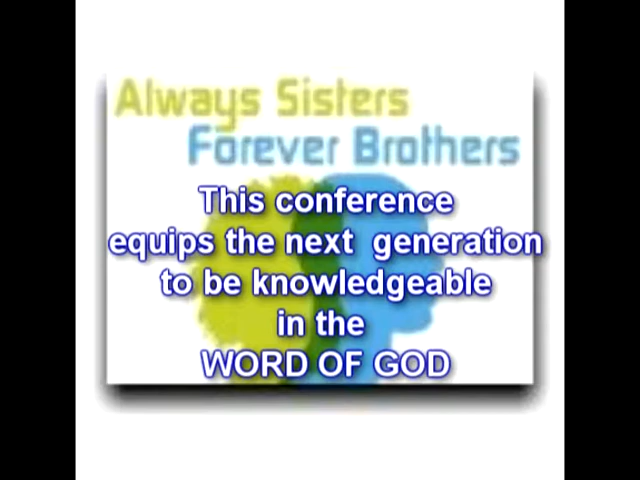 Always Sisters
Forever Brothers
This conference
equips the next generation
to be knowledgeable
in the
WORD OF GOD